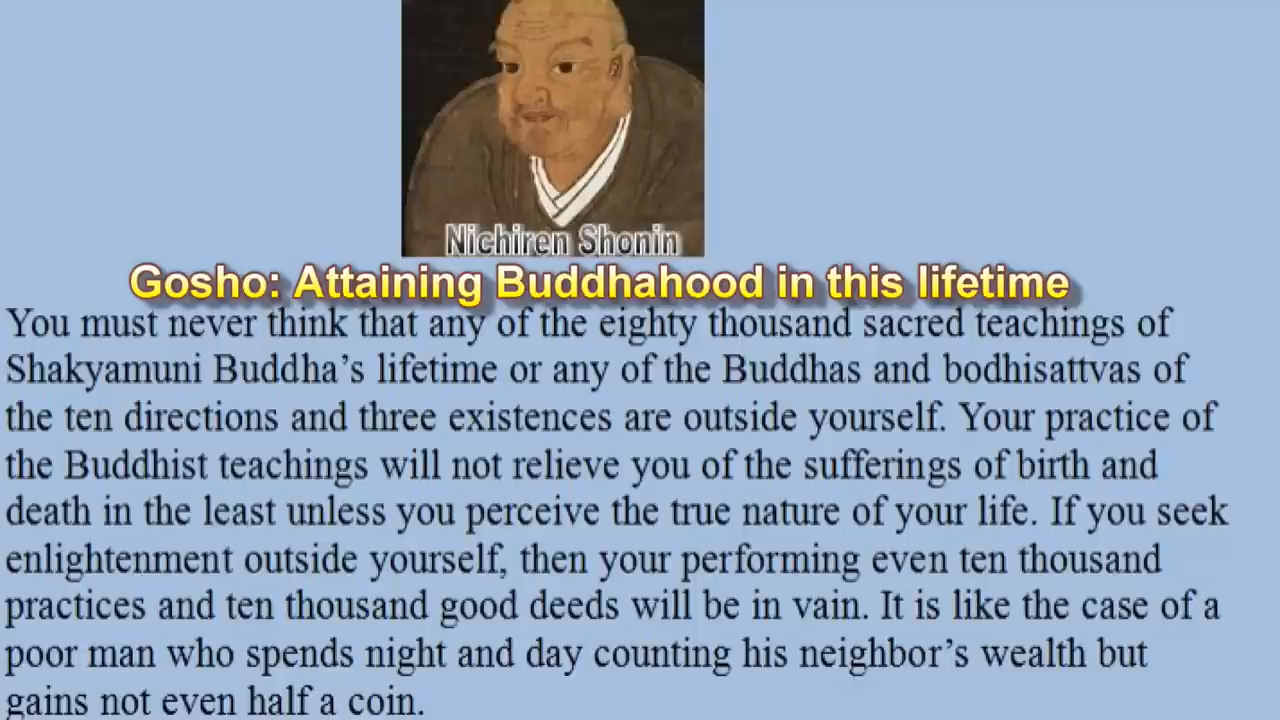 Nichiren Shonin
Gosho: Attaining Buddhahood in this lifetime
You must never think that any of the eighty thousand sacred teachings of
Shakyamuni Buddha’s lifetime or any of the Buddhas and bodhisattvas of
the ten directions and three existences are outside yourself. Your practice of
the Buddhist teachings will not relieve you of the sufferings of birth and
death in the least unless you perceive the true nature of your life. If you seek
enlightenment outside yourself, then your performing even ten thousand
practices and ten thousand good deeds will be in vain. It is like the case of a
poor man who spends night and day counting his neighbor’s wealth but
gains not even half a coin.